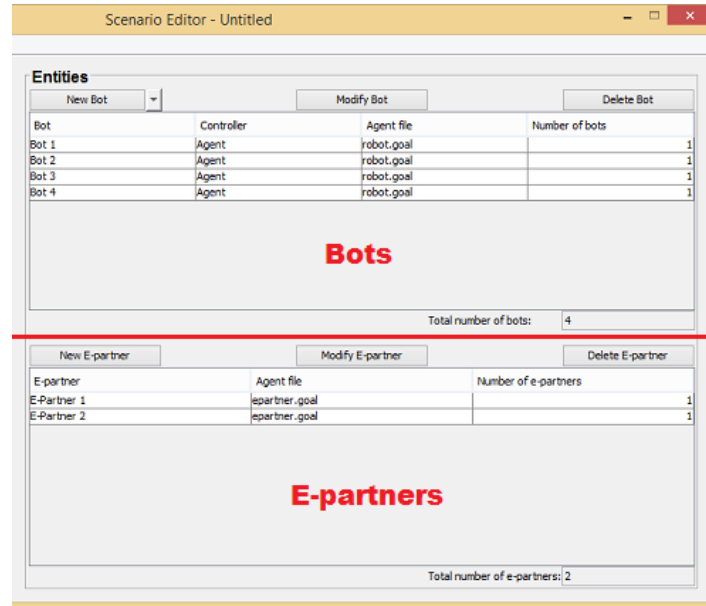 Scenario Editor - Untitled
Entities
New Bot Modify Bot Delete Bot
Bot Controller Agent file Number of bots
Bot 1 Agent robot.goal 1
Bot 2 Agent robot.goal 1
Bot 3 Agent robot.goal 1
Bot 4 Agent robot.goal 1
Bots
Total number of bots: 4
New E-partner Modify E-partner Delete E-partner
E-partner Agent file Number of e-partners
E-Partner 1 epartner.goal 1
E-Partner 2 epartner.goal 1
E-partners
Total number of e-partners: 2